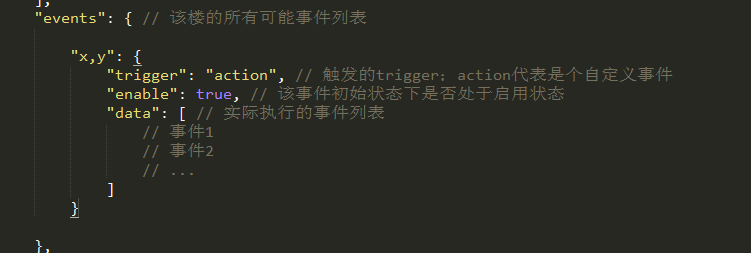 ],
"events": { // 该楼的所有可能事件列表
"x,y": {
"trigger": "action", // 触发的trigger；action代表是个自定义事件
"enable": true, // 该事件初始状态下是否处于启用状态
"data": [ // 实际执行的事件列表
// 事件1
// 事件2
// ...
]
}
},